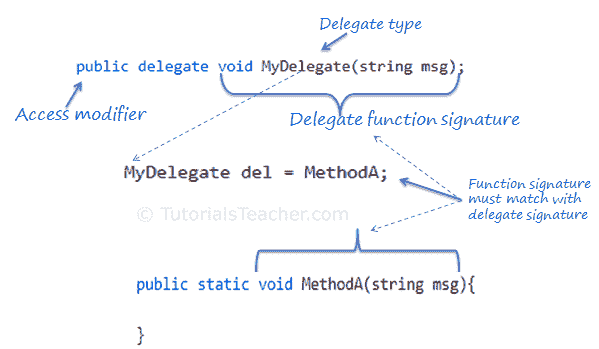 Delegate type
public delegate void MyDelegate(string msg);
Access modifier
Delegate function signature
MyDelegate del = MethodA;
Function signature
must match with
delegate signature
© TutorialsTeacher.com
public static void MethodA(string msg){
}